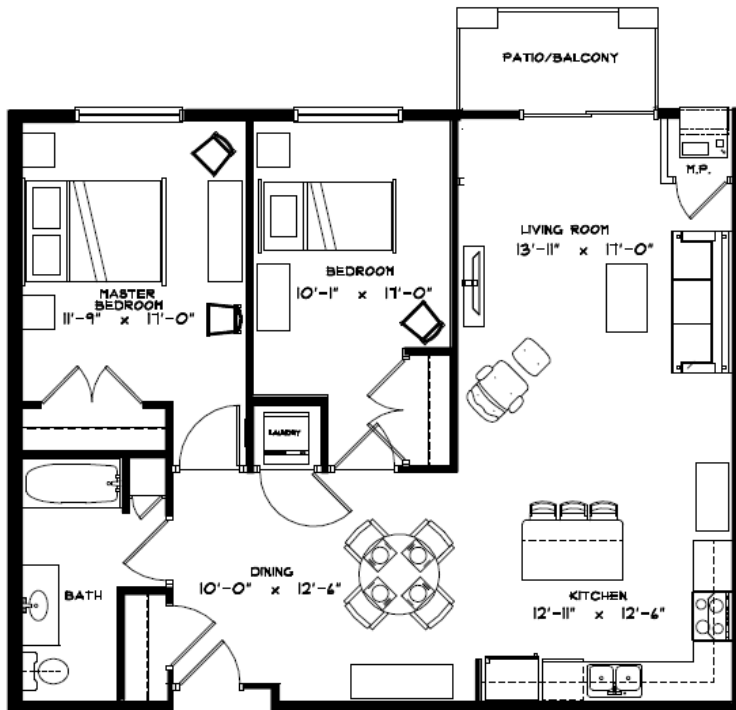 PATIO/BALCONY
M.P.
LIVING ROOM
13'-11" x 17'-0"
BEDROOM
10'-1" x 17'-0"
MASTER
BEDROOM
11'-9" x 17'-0"
LAUNDRY
DINING
10'-0" x 12'-6"
BATH
KITCHEN
12'-11" x 12'-6"